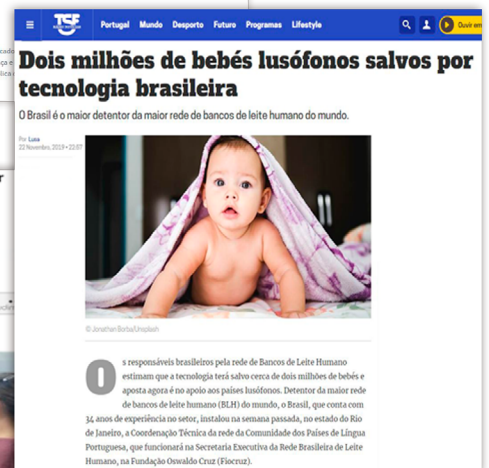 TSF
Portugal Mundo Desporto Futuro Programas Lifestyle
Ouvir em
Dois milhões de bebés lusófonos salvos por
tecnologia brasileira
O Brasil é o maior detentor da maior rede de bancos de leite humano do mundo.
Por Lusa
22 Novembro, 2019 • 22:07
© Jonathan Borba/Unsplash
Os responsáveis brasileiros pela rede de Bancos de Leite Humano
estimam que a tecnologia terá salvo cerca de dois milhões de bebés e
aposta agora é no apoio aos países lusófonos. Detentor da maior rede
de bancos de leite humano (BLH) do mundo, o Brasil, que conta com
34 anos de experiência no setor, instalou na semana passada, no estado do Rio
de Janeiro, a Coordenação Técnica da rede da Comunidade dos Países de Língua
Portuguesa, que funcionará na Secretaria Executiva da Rede Brasileira de Leite
Humano, na Fundação Oswaldo Cruz (Fiocruz).